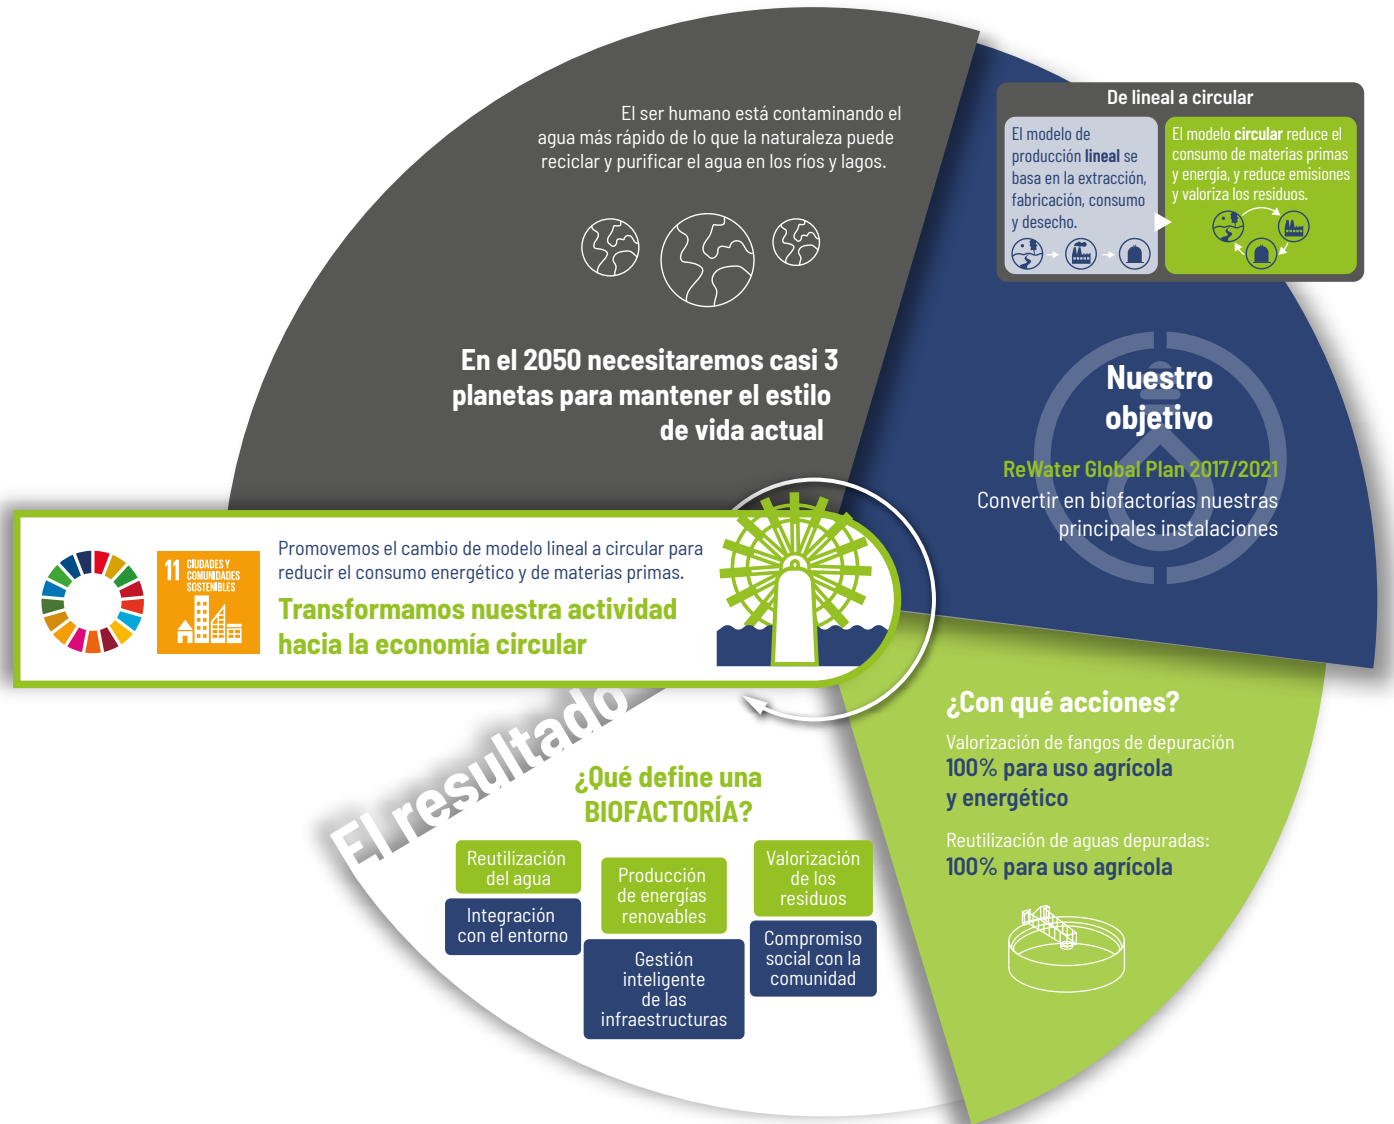 El ser humano está contaminando el
agua más rápido de lo que la naturaleza puede
reciclar y purificar el agua en los ríos y lagos.
En el 2050 necesitaremos casi 3
planetas para mantener el estilo
de vida actual
De lineal a circular
El modelo de
producción lineal se
basa en la extracción,
fabricación, consumo
y desecho.
El modelo circular reduce el
consumo de materias primas
y energía, y reduce emisiones
y valoriza los residuos.
Nuestro
objetivo
ReWater Global Plan 2017/2021
Convertir en biofactorías nuestras
principales instalaciones
11 CIUDADES Y
COMUNIDADES
SOSTENIBLES
Promovemos el cambio de modelo lineal a circular para
reducir el consumo energético y de materias primas.
Transformamos nuestra actividad
hacia la economía circular
¿Con qué acciones?
Valorización de fangos de depuración
100% para uso agrícola
y energético
Reutilización de aguas depuradas:
100% para uso agrícola
El resultado
¿Qué define una
BIOFACTORÍA?
Reutilización
del agua
Integración
con el entorno
Producción
de energías
renovables
Gestión
inteligente
de las
infraestructuras
Valorización
de los
residuos
Compromiso
social con la
comunidad